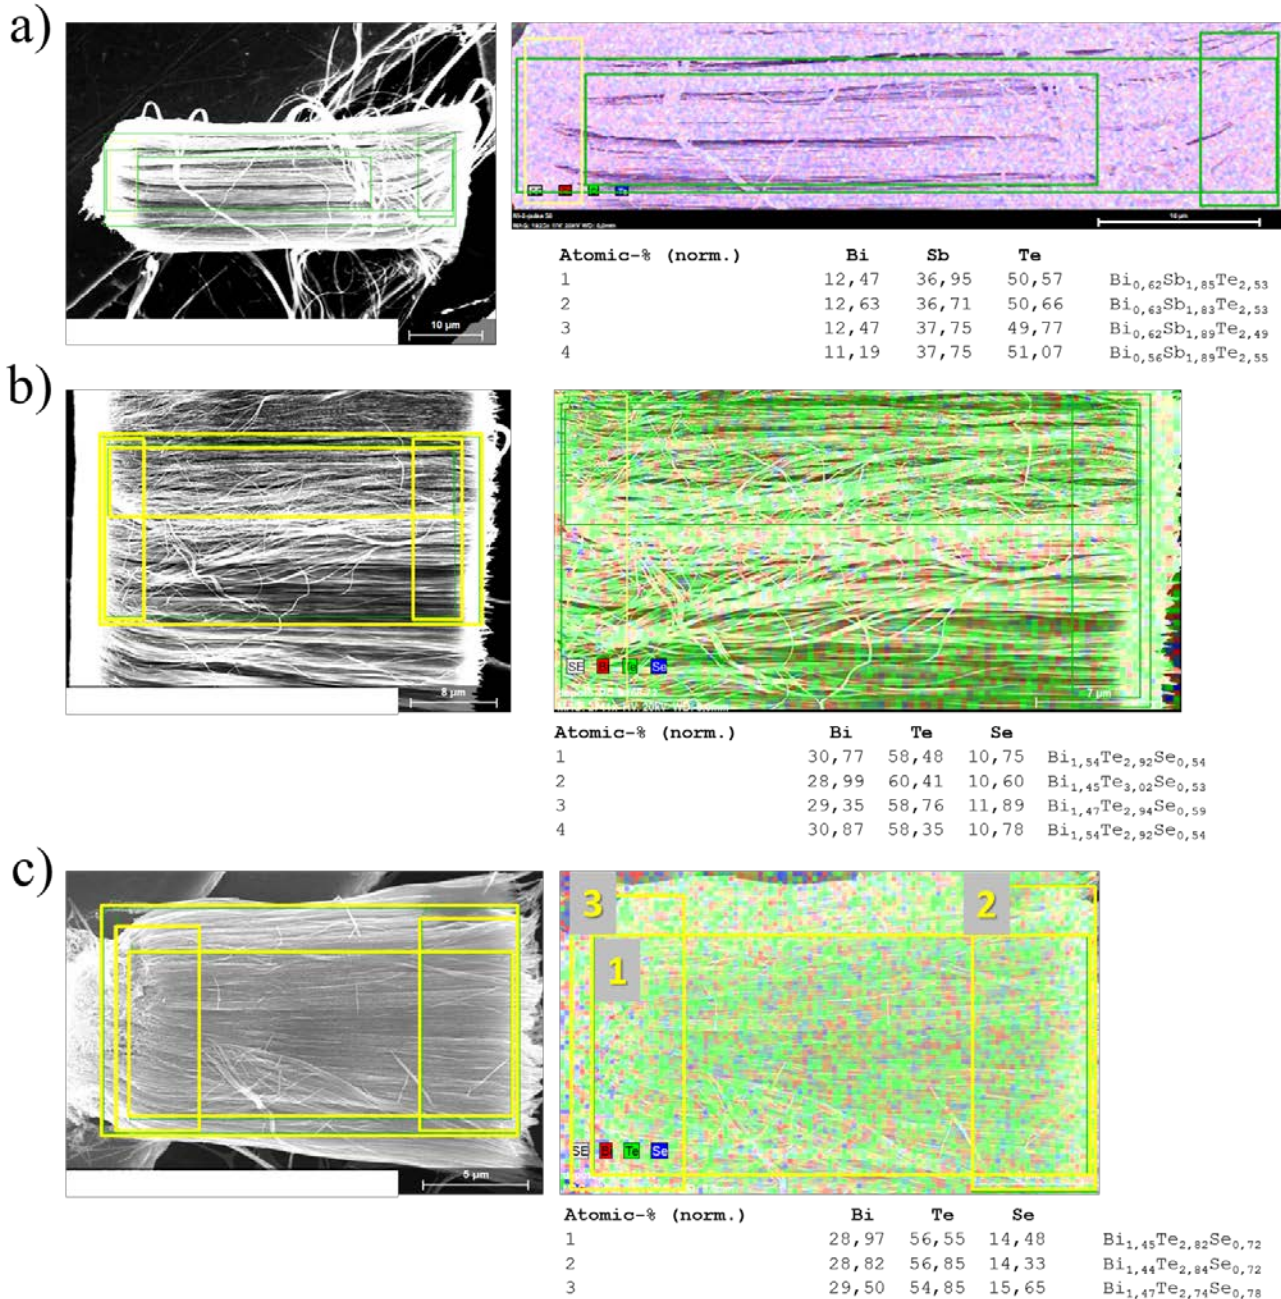 a)
10 µm
10 µm
Atomic-% (norm.) Bi Sb Te
1 12,47 36,95 50,57 Bi0,62Sb1,85Te2,53
2 12,63 36,71 50,66 Bi0,63Sb1,83Te2,53
3 12,47 37,75 49,77 Bi0,62Sb1,89Te2,49
4 11,19 37,75 51,07 Bi0,56Sb1,89Te2,55
b)
8 µm
SE Bi Te Se
7 µm
Atomic-% (norm.) Bi Te Se
1 30,77 58,48 10,75 Bi1,54Te2,92Se0,54
2 28,99 60,41 10,60 Bi1,45Te3,02Se0,53
3 29,35 58,76 11,89 Bi1,47Te2,94Se0,59
4 30,87 58,35 10,78 Bi1,54Te2,92Se0,54
c)
3 2
1
5 µm
SE Bi Te Se
Atomic-% (norm.) Bi Te Se
1 28,97 56,55 14,48 Bi1,45Te2,82Se0,72
2 28,82 56,85 14,33 Bi1,44Te2,84Se0,72
3 29,50 54,85 15,65 Bi1,47Te2,74Se0,78